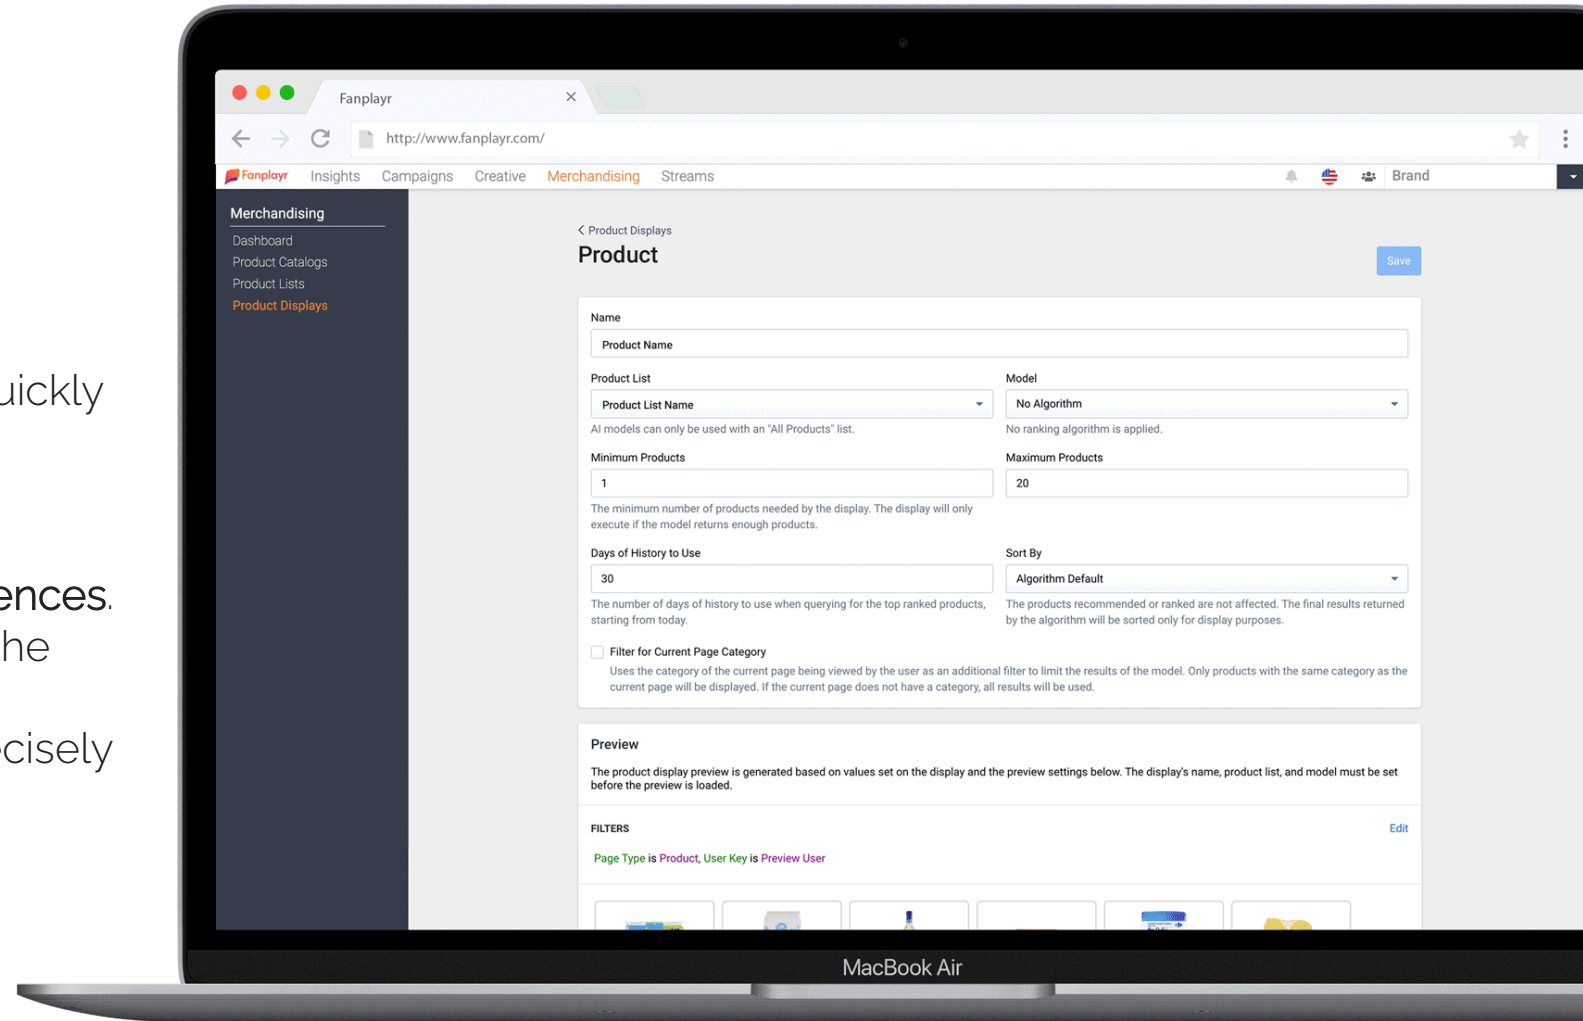 uickly
ences.
the
ecisely
Fanplayr
http://www.fanplayr.com/
Fanplayr Insights Campaigns Creative Merchandising Streams Brand
Merchandising
Dashboard
Product Catalogs
Product Lists
Product Displays
Product Displays
Product
Save
Name
Product Name
Product List Model
Product List Name No Algorithm
AI models can only be used with an "All Products" list. No ranking algorithm is applied.
Minimum Products Maximum Products
1 20
The minimum number of products needed by the display. The display will only
execute if the model returns enough products.
Days of History to Use Sort By
30 Algorithm Default
The number of days of history to use when querying for the top ranked products, The products recommended or ranked are not affected. The final results returned
starting from today. by the algorithm will be sorted only for display purposes.
Filter for Current Page Category
Uses the category of the current page being viewed by the user as an additional filter to limit the results of the model. Only products with the same category as the
current page will be displayed. If the current page does not have a category, all results will be used.
Preview
The product display preview is generated based on values set on the display and the preview settings below. The display's name, product list, and model must be set
before the preview is loaded.
FILTERS Edit
Page Type is Product, User Key is Preview User
MacBook Air